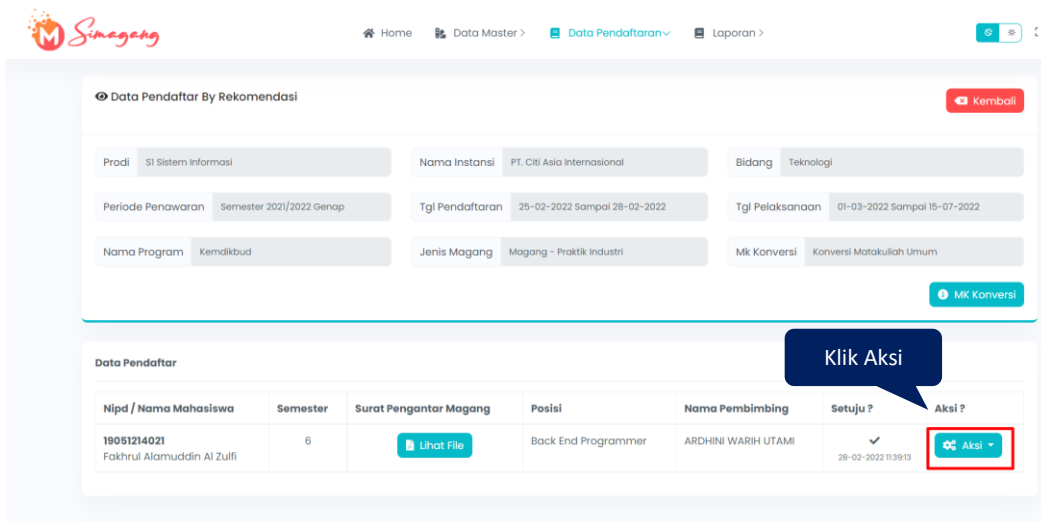 M Simagang
Home Data Master > Data Pendaftaran Laporan >
Data Pendaftar By Rekomendasi
Kembali
Prodi S1 Sistem Informasi Nama Instansi PT. Citi Asia Internasional Bidang Teknologi
Periode Penawaran Semester 2021/2022 Genap Tgl Pendaftaran 25-02-2022 Sampai 28-02-2022 Tgl Pelaksanaan 01-03-2022 Sampai 15-07-2022
Nama Program Kemdikbud Jenis Magang Magang - Praktik Industri Mk Konversi Konversi Matakuliah Umum
MK Konversi
Klik Aksi
Data Pendaftar
Nipd / Nama Mahasiswa Semester Surat Pengantar Magang Posisi Nama Pembimbing Setuju ? Aksi ?
19051214021 6 Lihat File Back End Programmer ARDHINI WARIH UTAMI Aksi
Fakhrul Alamuddin Al Zulfi 28-02-2022 11:39:13